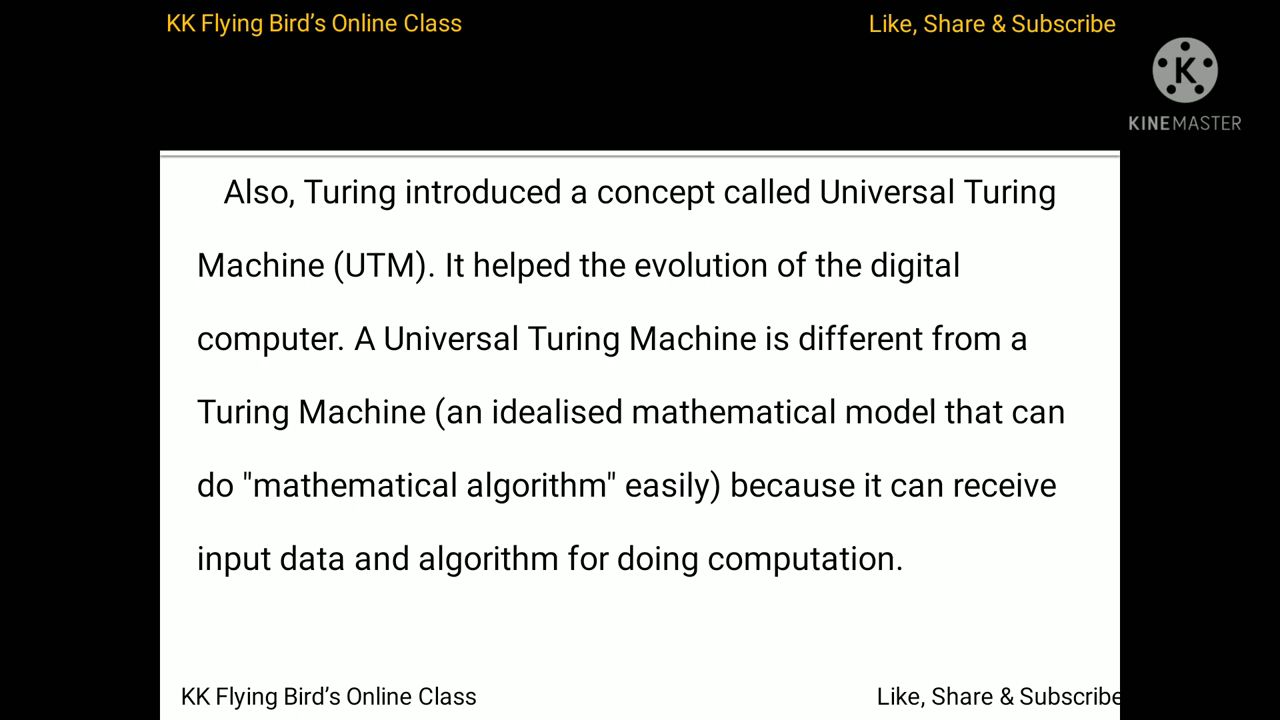 KK Flying Bird’s Online Class
Like, Share & Subscribe
KINEMASTER
Also, Turing introduced a concept called Universal Turing
Machine (UTM). It helped the evolution of the digital
computer. A Universal Turing Machine is different from a
Turing Machine (an idealised mathematical model that can
do "mathematical algorithm" easily) because it can receive
input data and algorithm for doing computation.
KK Flying Bird’s Online Class
Like, Share & Subscribe